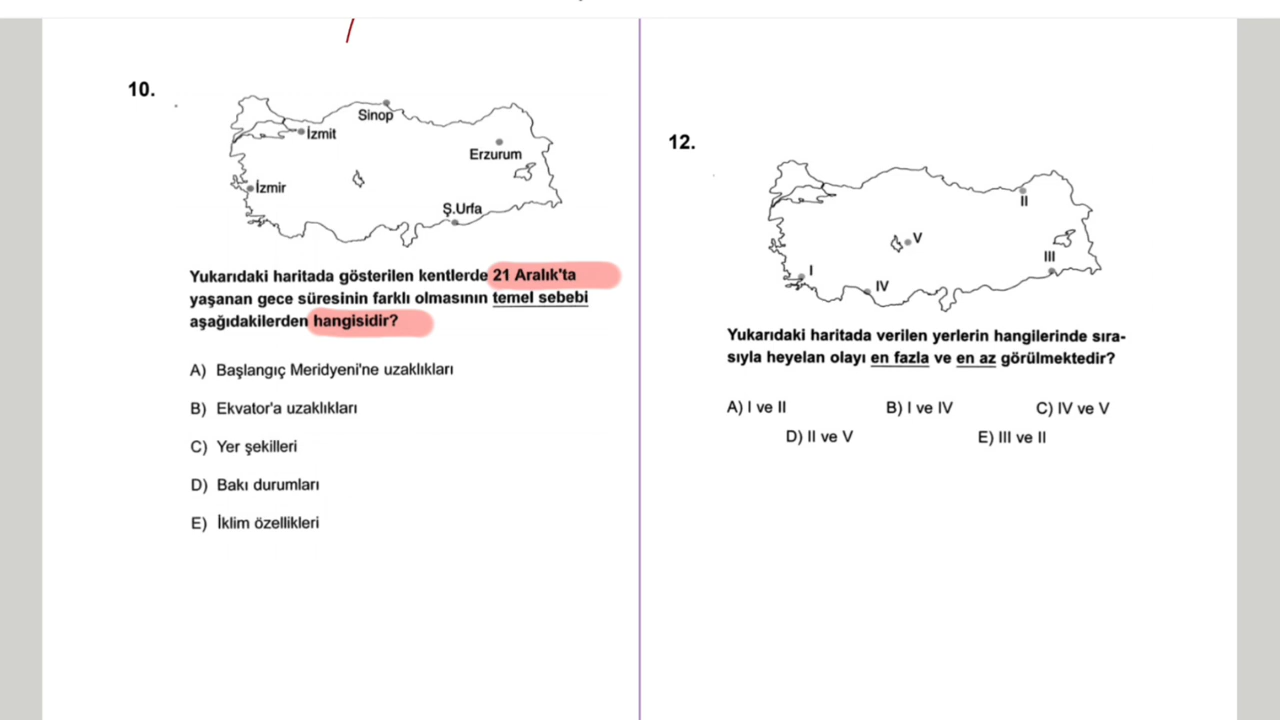 10.
Sinop
İzmit
Erzurum
İzmir
Ş.Urfa
Yukarıdaki haritada gösterilen kentlerde 21 Aralık'ta
yaşanan gece süresinin farklı olmasının temel sebebi
aşağıdakilerden hangisidir?
A) Başlangıç Meridyeni'ne uzaklıkları
B) Ekvator'a uzaklıkları
C) Yer şekilleri
D) Bakı durumları
E) İklim özellikleri
12.
II
V
III
I
IV
Yukarıdaki haritada verilen yerlerin hangilerinde sıra-
sıyla heyelan olayı en fazla ve en az görülmektedir?
A) I ve II B) I ve IV C) IV ve V
D) II ve V E) III ve II